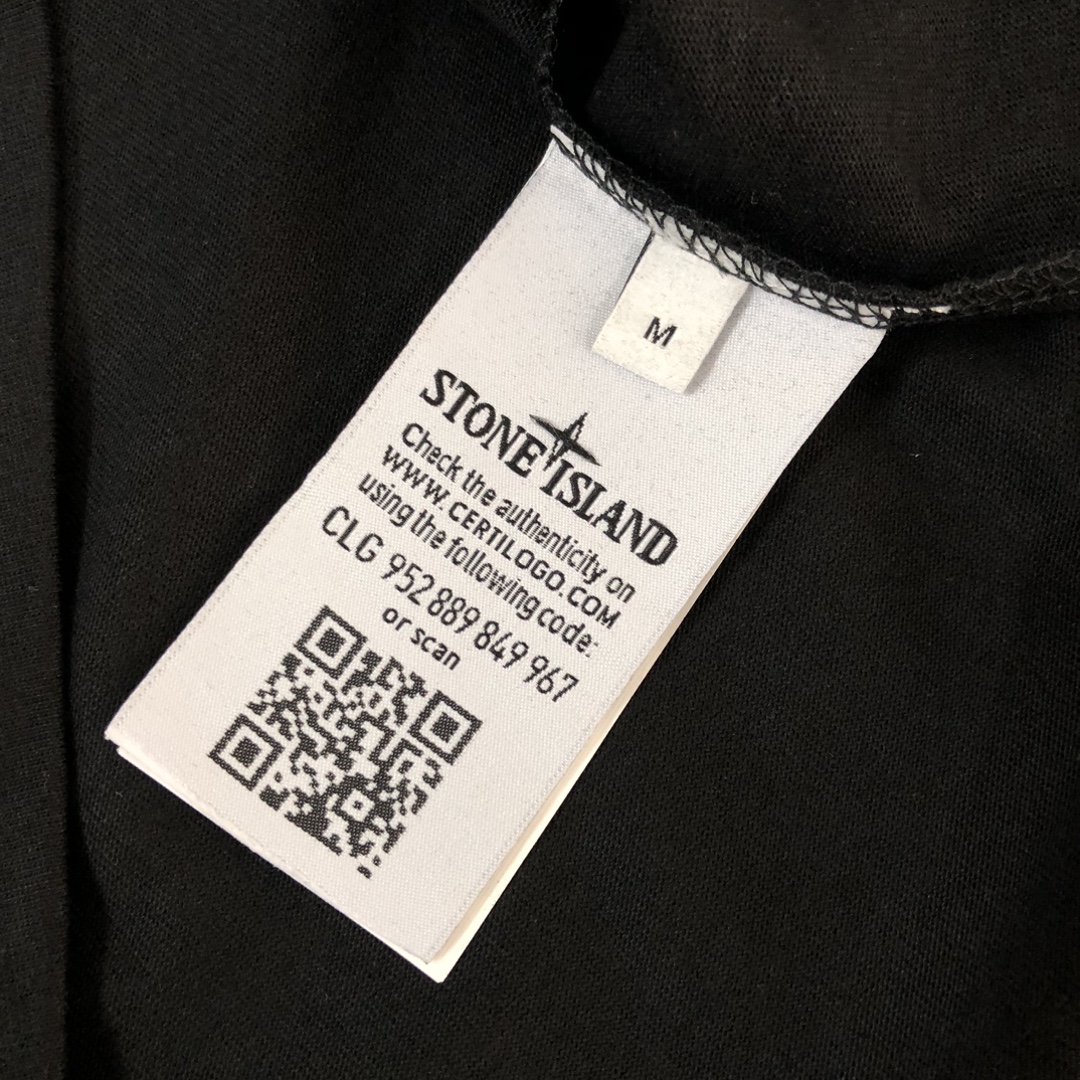 M
STONE ISLAND
Check the authenticity on
WWW.CERTILOGO.COM
using the following code:
CLG 952 889 849 967
or scan